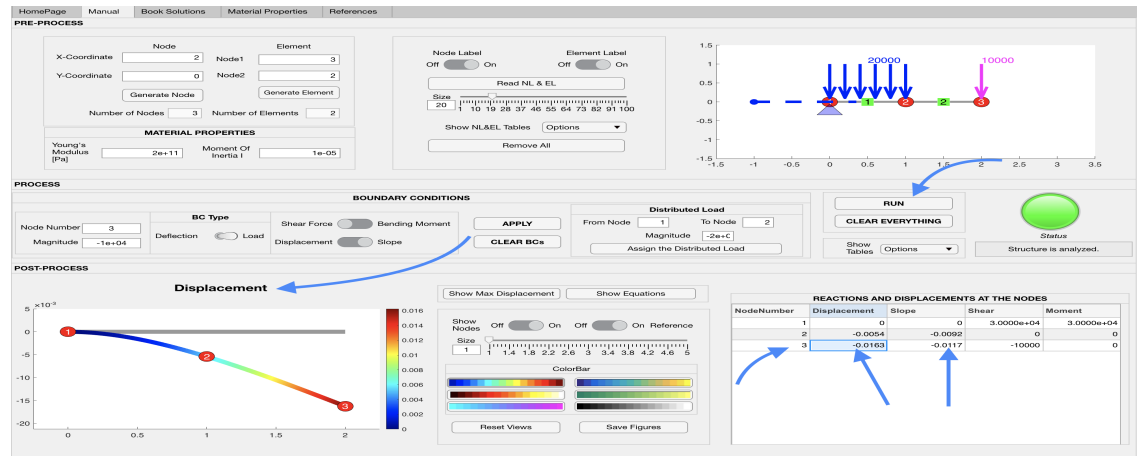 HomePage Manual Book Solutions Material Properties References
PRE-PROCESS
Node Element
X-Coordinate 2 Node1 3
Y-Coordinate 0 Node2 2
Generate Node Generate Element
Number of Nodes 3 Number of Elements 2
MATERIAL PROPERTIES
Young's Modulus [Pa] 2e+11 Moment Of Inertia I 1e-05
Node Label Element Label
Off On Off On
Read NL & EL
Size
20 1 10 19 28 37 46 55 64 73 82 91 100
Show NL&EL Tables Options
Remove All
1.5
1
0.5
0
-0.5
-1
-1.5
20000 10000
1 2 2 3
-1.5 -1 -0.5 0 0.5 1 1.5 2 2.5 3 3.5
PROCESS
BOUNDARY CONDITIONS
Node Number 3
Magnitude -1e+04
BC Type
Deflection Load
Shear Force Bending Moment
Displacement Slope
APPLY
CLEAR BCs
Distributed Load
From Node 1 To Node 2
Magnitude -2e+0
Assign the Distributed Load
RUN
CLEAR EVERYTHING
Show Tables Options
Status
Structure is analyzed.
POST-PROCESS
Displacement
×10-3
5
0
-5
-10
-15
-20
1 2 3
0 0.5 1 1.5 2
0.016
0.014
0.012
0.01
0.008
0.006
0.004
0.002
0
Show Max Displacement Show Equations
Show Nodes Off On Off On Reference
Size
1 1 1.4 1.8 2.2 2.6 3 3.4 3.8 4.2 4.6 5
ColorBar
Reset Views Save Figures
REACTIONS AND DISPLACEMENTS AT THE NODES
NodeNumber Displacement Slope Shear Moment
1 0 0 3.0000e+04 3.0000e+04
2 -0.0054 -0.0092 0 0
3 -0.0163 -0.0117 -10000 0